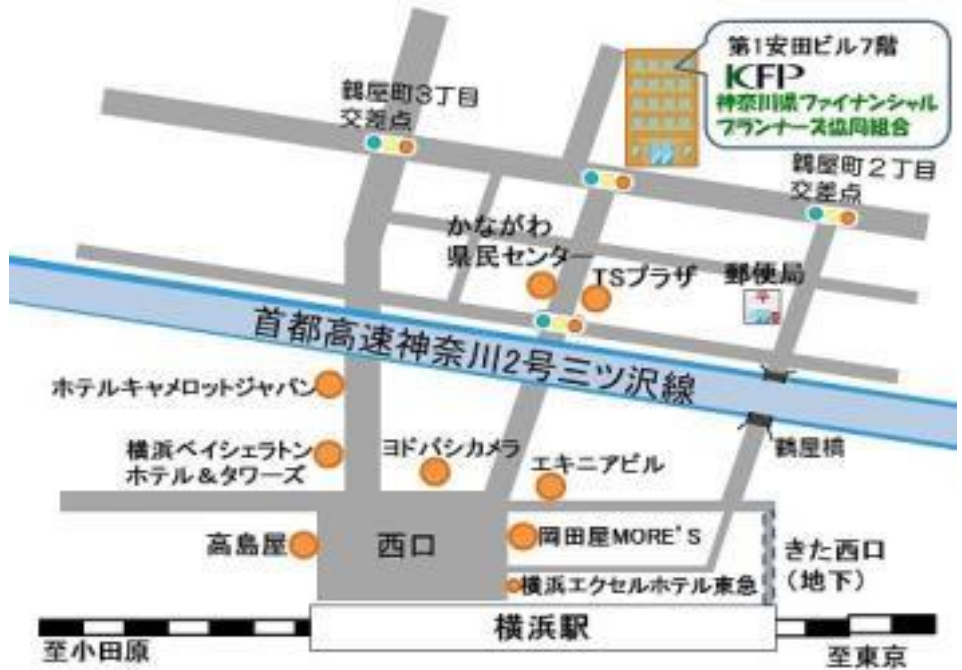 第1安田ビル7階
KFP
神奈川県ファイナンシャル
プランナーズ協同組合
鶴屋町3丁目
交差点
鶴屋町2丁目
交差点
かながわ
県民センター
TSプラザ
郵便局
首都高速神奈川2号三ツ沢線
ホテルキャメロットジャパン
横浜ベイシェラトン
ホテル&タワーズ
ヨドバシカメラ
エキニアビル
鶴屋橋
高島屋
西口
岡田屋MORE'S
きた西口
(地下)
横浜エクセルホテル東急
横浜駅
至小田原
至東京